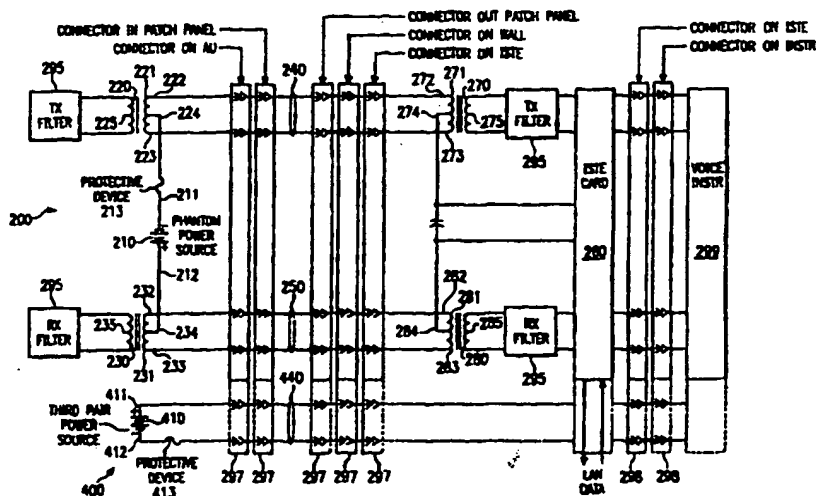 CONNECTOR IN PATCH PANEL
CONNECTOR ON AU
CONNECTOR OUT PATCH PANEL
CONNECTOR ON WALL
CONNECTOR ON ISTE
CONNECTOR ON ISTE
CONNECTOR ON INSTR
295
220
221
222
240
272
271
270
TX
FILTER
225
224
223
274
273
275
TX
FILTER
295
PROTECTIVE
DEVICE
213
211
200
210
PHANTOM
POWER
SOURCE
212
ISTE
CARD
280
VOICE
INSTR
299
295
RX
FILTER
235
230
232
234
231
233
250
282
281
284
283
285
280
RX
FILTER
295
411
440
THIRD PAIR
POWER
SOURCE
410
412
400
PROTECTIVE
DEVICE
413
297
297
297
297
297
LAN
DATA
298
298